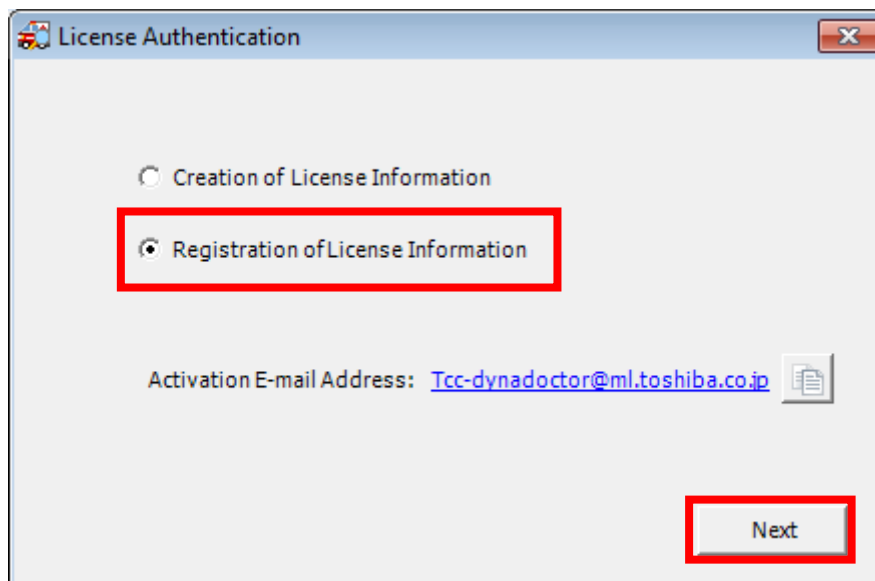 License Authentication
Creation of License Information
Registration of License Information
Activation E-mail Address: Tcc-dynadoctor@ml.toshiba.co.jp
Next